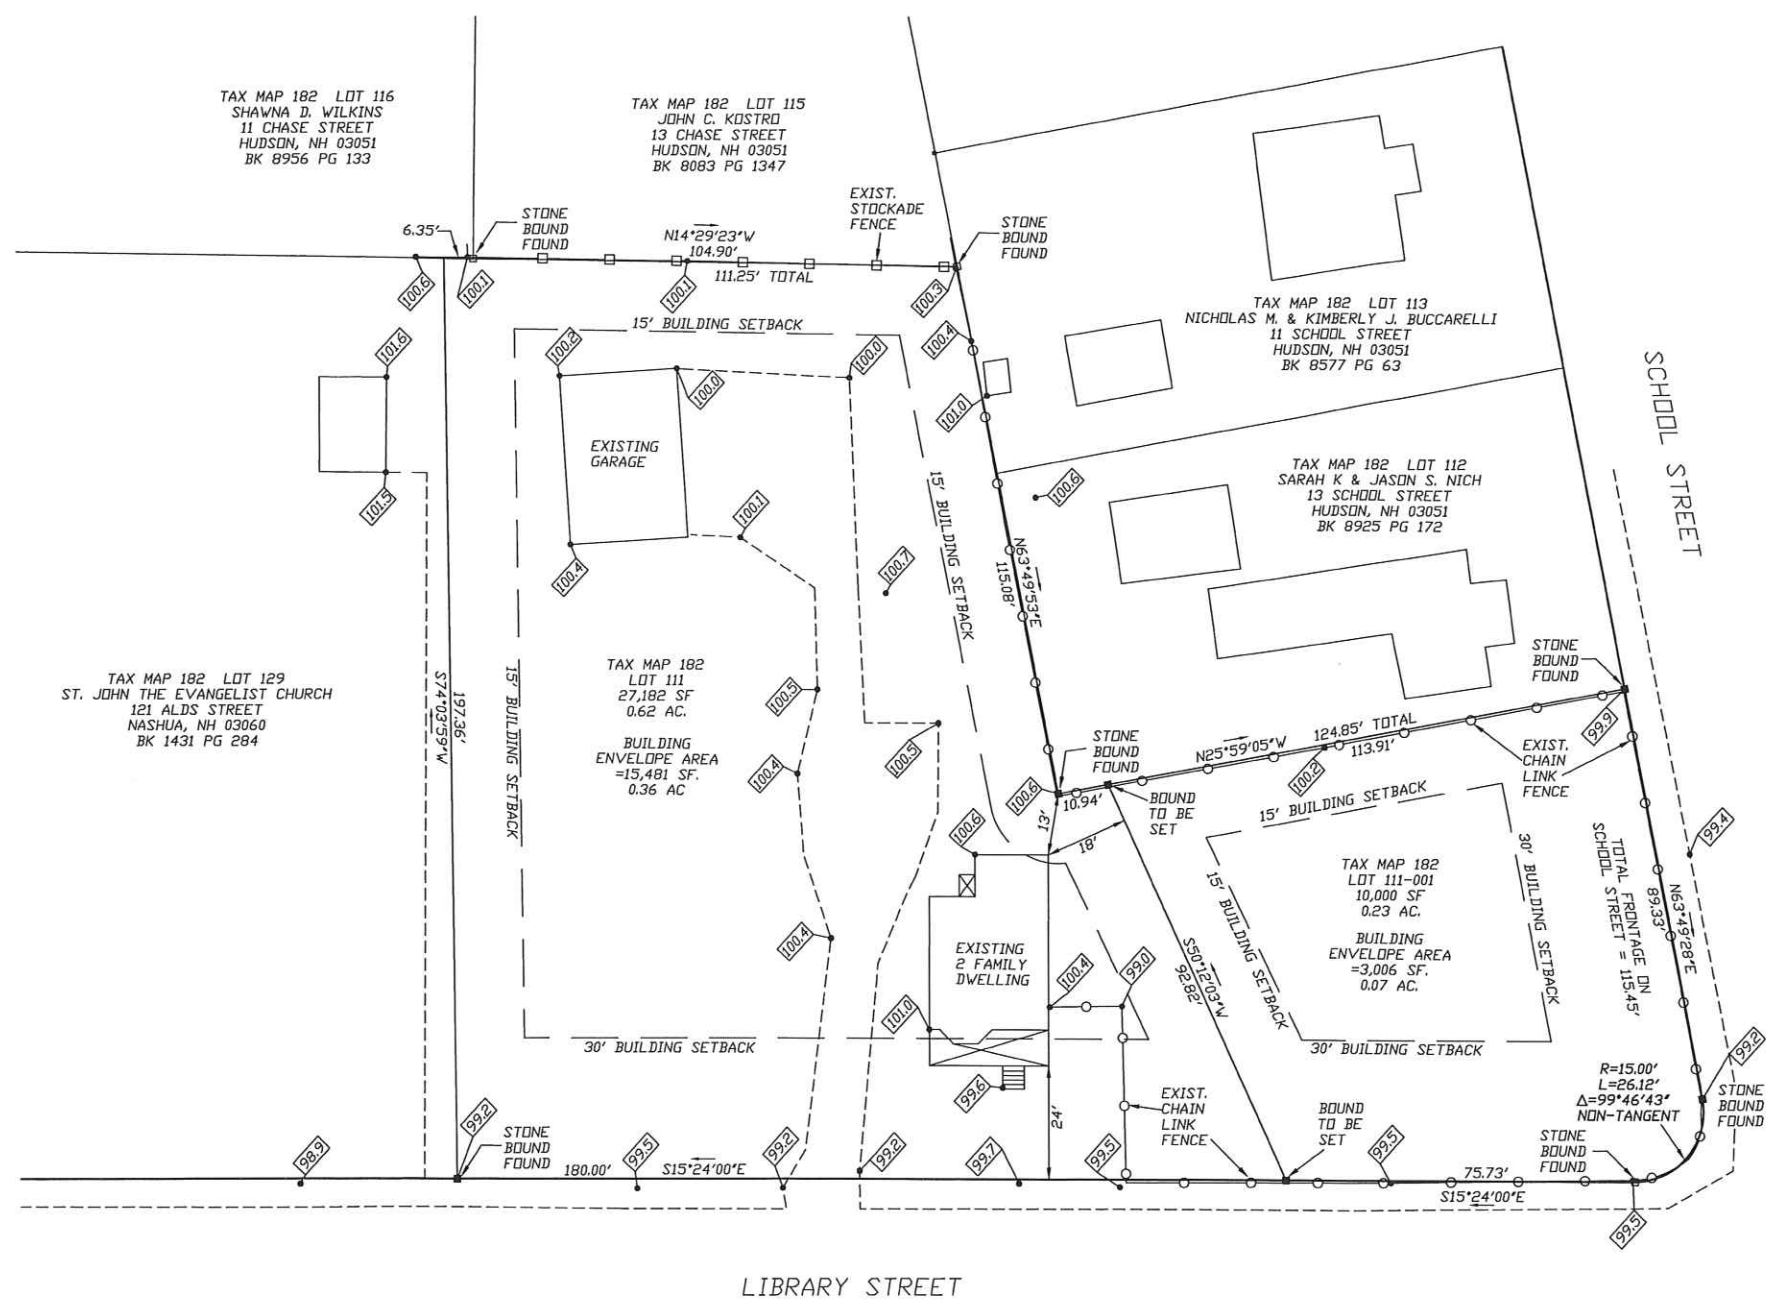 TAX MAP 182 LOT 116
SHAWNA D. WILKINS
11 CHASE STREET
HUDSON, NH 03051
BK 8956 PG 133
TAX MAP 182 LOT 115
JOHN C. KOSTRO
13 CHASE STREET
HUDSON, NH 03051
BK 8083 PG 1347
EXIST.
STOCKADE
FENCE
STONE
BOUND
FOUND
6.35'
N14°29'23"W
104.90'
111.25' TOTAL
STONE
BOUND
FOUND
100.6
100.1
100.1
100.3
TAX MAP 182 LOT 113
NICHOLAS M. & KIMBERLY J. BUCCARELLI
11 SCHOOL STREET
HUDSON, NH 03051
BK 8577 PG 63
15' BUILDING SETBACK
101.6
100.2
100.0
100.0
100.4
101.0
SCHOOL STREET
EXISTING
GARAGE
101.5
100.4
100.1
100.7
100.6
15' BUILDING SETBACK
N63°49'53"E
115.08'
TAX MAP 182 LOT 112
SARAH K & JASON S. NICH
13 SCHOOL STREET
HUDSON, NH 03051
BK 8925 PG 172
TAX MAP 182 LOT 129
ST. JOHN THE EVANGELIST CHURCH
121 ALDS STREET
NASHUA, NH 03060
BK 1431 PG 284
S74°03'59"W
197.36'
15' BUILDING SETBACK
TAX MAP 182
LOT 111
27,182 SF
0.62 AC.
BUILDING
ENVELOPE AREA
=15,481 SF.
0.36 AC
100.5
100.4
100.4
100.5
STONE
BOUND
FOUND
STONE
BOUND
FOUND
99.9
N25°59'05"W
124.85' TOTAL
113.91'
100.2
EXIST.
CHAIN
LINK
FENCE
100.6
10.94'
BOUND
TO BE
SET
13'
18'
100.6
15' BUILDING SETBACK
15' BUILDING SETBACK
30' BUILDING SETBACK
TAX MAP 182
LOT 111-001
10,000 SF
0.23 AC.
BUILDING
ENVELOPE AREA
=3,006 SF.
0.07 AC.
30' BUILDING SETBACK
TOTAL FRONTAGE ON
SCHOOL STREET = 115.45'
N63°49'28"E
89.33'
99.4
99.2
EXISTING
2 FAMILY
DWELLING
100.4
99.0
101.0
99.6
S50°12'03"W
92.82'
30' BUILDING SETBACK
24'
EXIST.
CHAIN
LINK
FENCE
BOUND
TO BE
SET
R=15.00'
L=26.12'
Δ=99°46'43"
NON-TANGENT
STONE
BOUND
FOUND
STONE
BOUND
FOUND
STONE
BOUND
FOUND
98.9
99.2
180.00'
99.5
S15°24'00"E
99.2
99.2
99.7
99.5
99.5
75.73'
S15°24'00"E
99.5
LIBRARY STREET